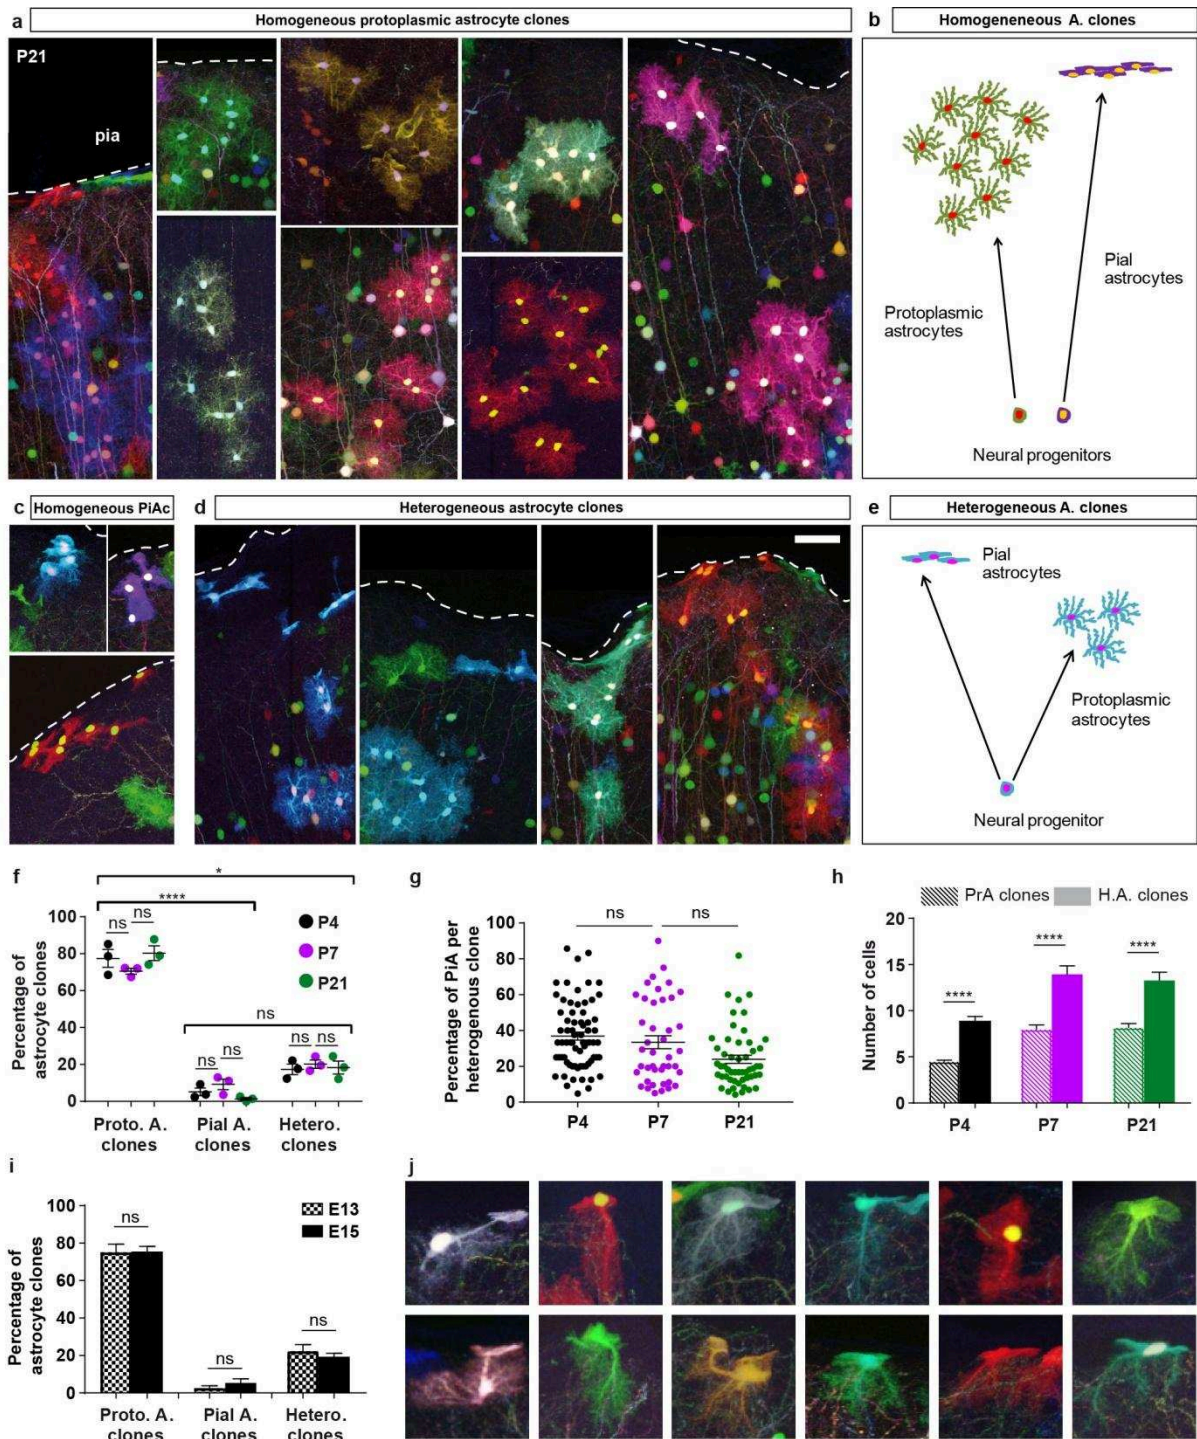 a
Homogeneous protoplasmic astrocyte clones
b
Homogeneneous A. clones
P21
pia
Pial
astrocytes
Protoplasmic
astrocytes
Neural progenitors
c
Homogeneous PiAc
d
Heterogeneous astrocyte clones
e
Heterogeneous A. clones
Pial
astrocytes
Protoplasmic
astrocytes
Neural progenitor
f
*
****
ns
ns
P4
P7
P21
ns
ns
ns
ns
ns
Percentage of
astrocyte clones
100
80
60
40
20
0
Proto. A.
clones
Pial A.
clones
Hetero.
clones
g
ns
ns
Percentage of PiA per
heterogenous clone
100
80
60
40
20
0
P4
P7
P21
h
PrA clones
H.A. clones
Number of cells
20
15
10
5
0
****
****
****
P4
P7
P21
i
Percentage of
astrocyte clones
100
80
60
40
20
0
ns
ns
ns
E13
E15
Proto. A.
clones
Pial A.
clones
Hetero.
clones
j